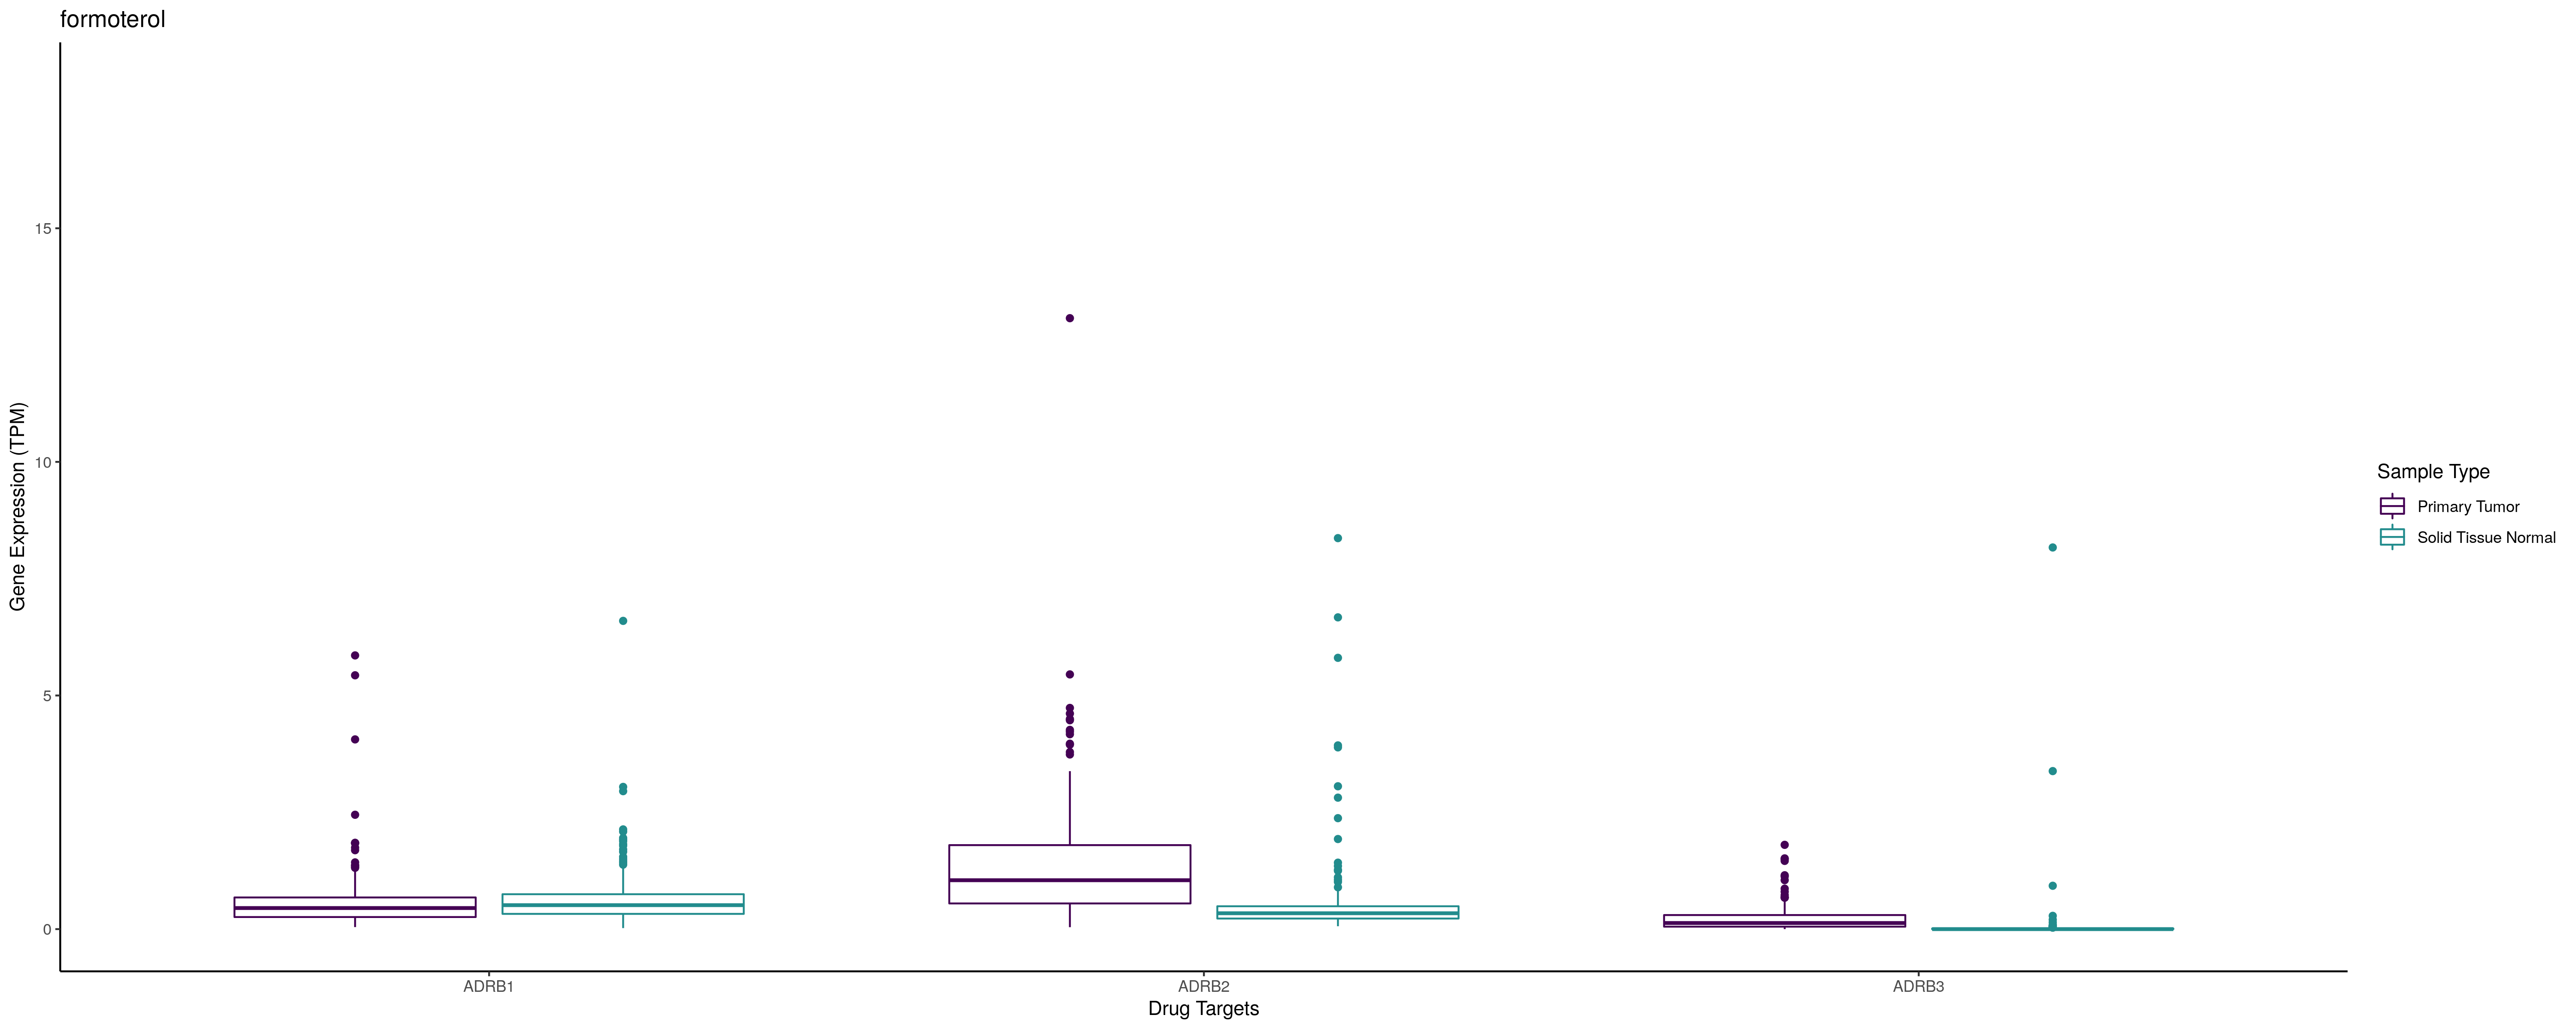 formoterol
Gene Expression (TPM)
15
10
5
0
ADRB1
ADRB2
ADRB3
Drug Targets
Sample Type
Primary Tumor
Solid Tissue Normal